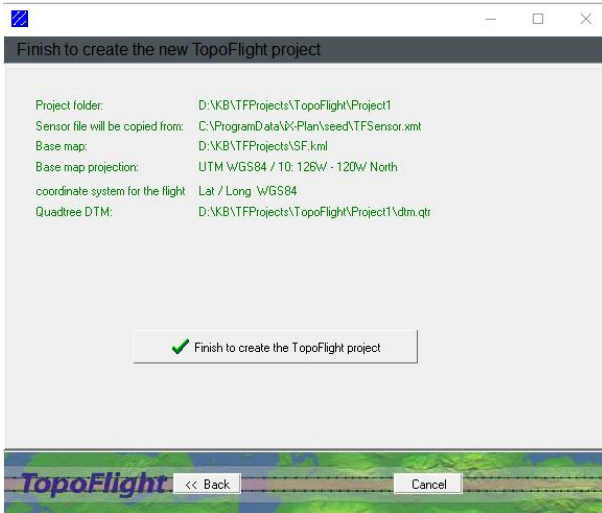 Finish to create the new TopoFlight project
Project folder: D:\KB\TFProjects\TopoFlight\Project1
Sensor file will be copied from: C:\ProgramData\iX-Plan\seed\TFSensor.xmt
Base map: D:\KB\TFProjects\SF.kml
Base map projection: UTM WGS84 / 10: 126W - 120W North
coordinate system for the flight Lat / Long WGS84
Quadtree DTM: D:\KB\TFProjects\TopoFlight\Project1\dtm.qtr
Finish to create the TopoFlight project
TopoFlight << Back Cancel